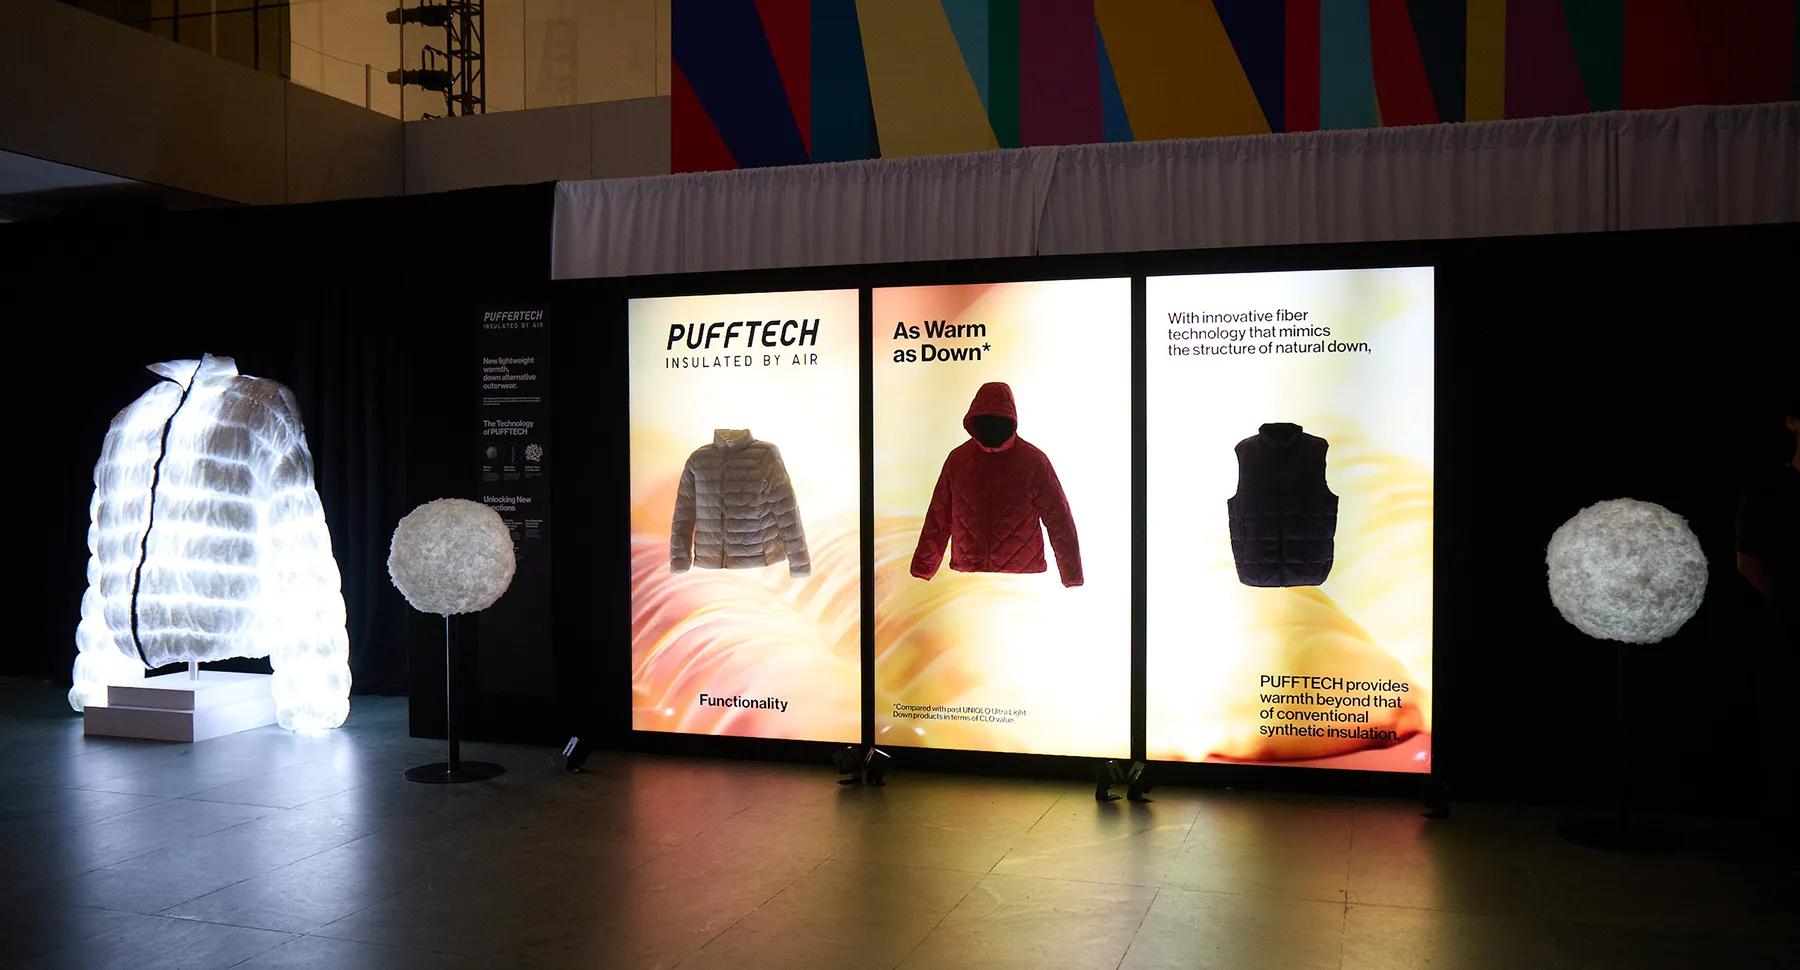 PUFFERTECH
INSULATED BY AIR
New lightweight
warmth,
down alternative
outerwear.
The Technology
of PUFFTECH
Unlocking New
PUFFTECH
INSULATED BY AIR
Functionality
As Warm
as Down*
*Compared with past UNIQLO Ultra Light
Down products in terms of CLO value.
With innovative fiber
technology that mimics
the structure of natural down,
PUFFTECH provides
warmth beyond that
of conventional
synthetic insulation.